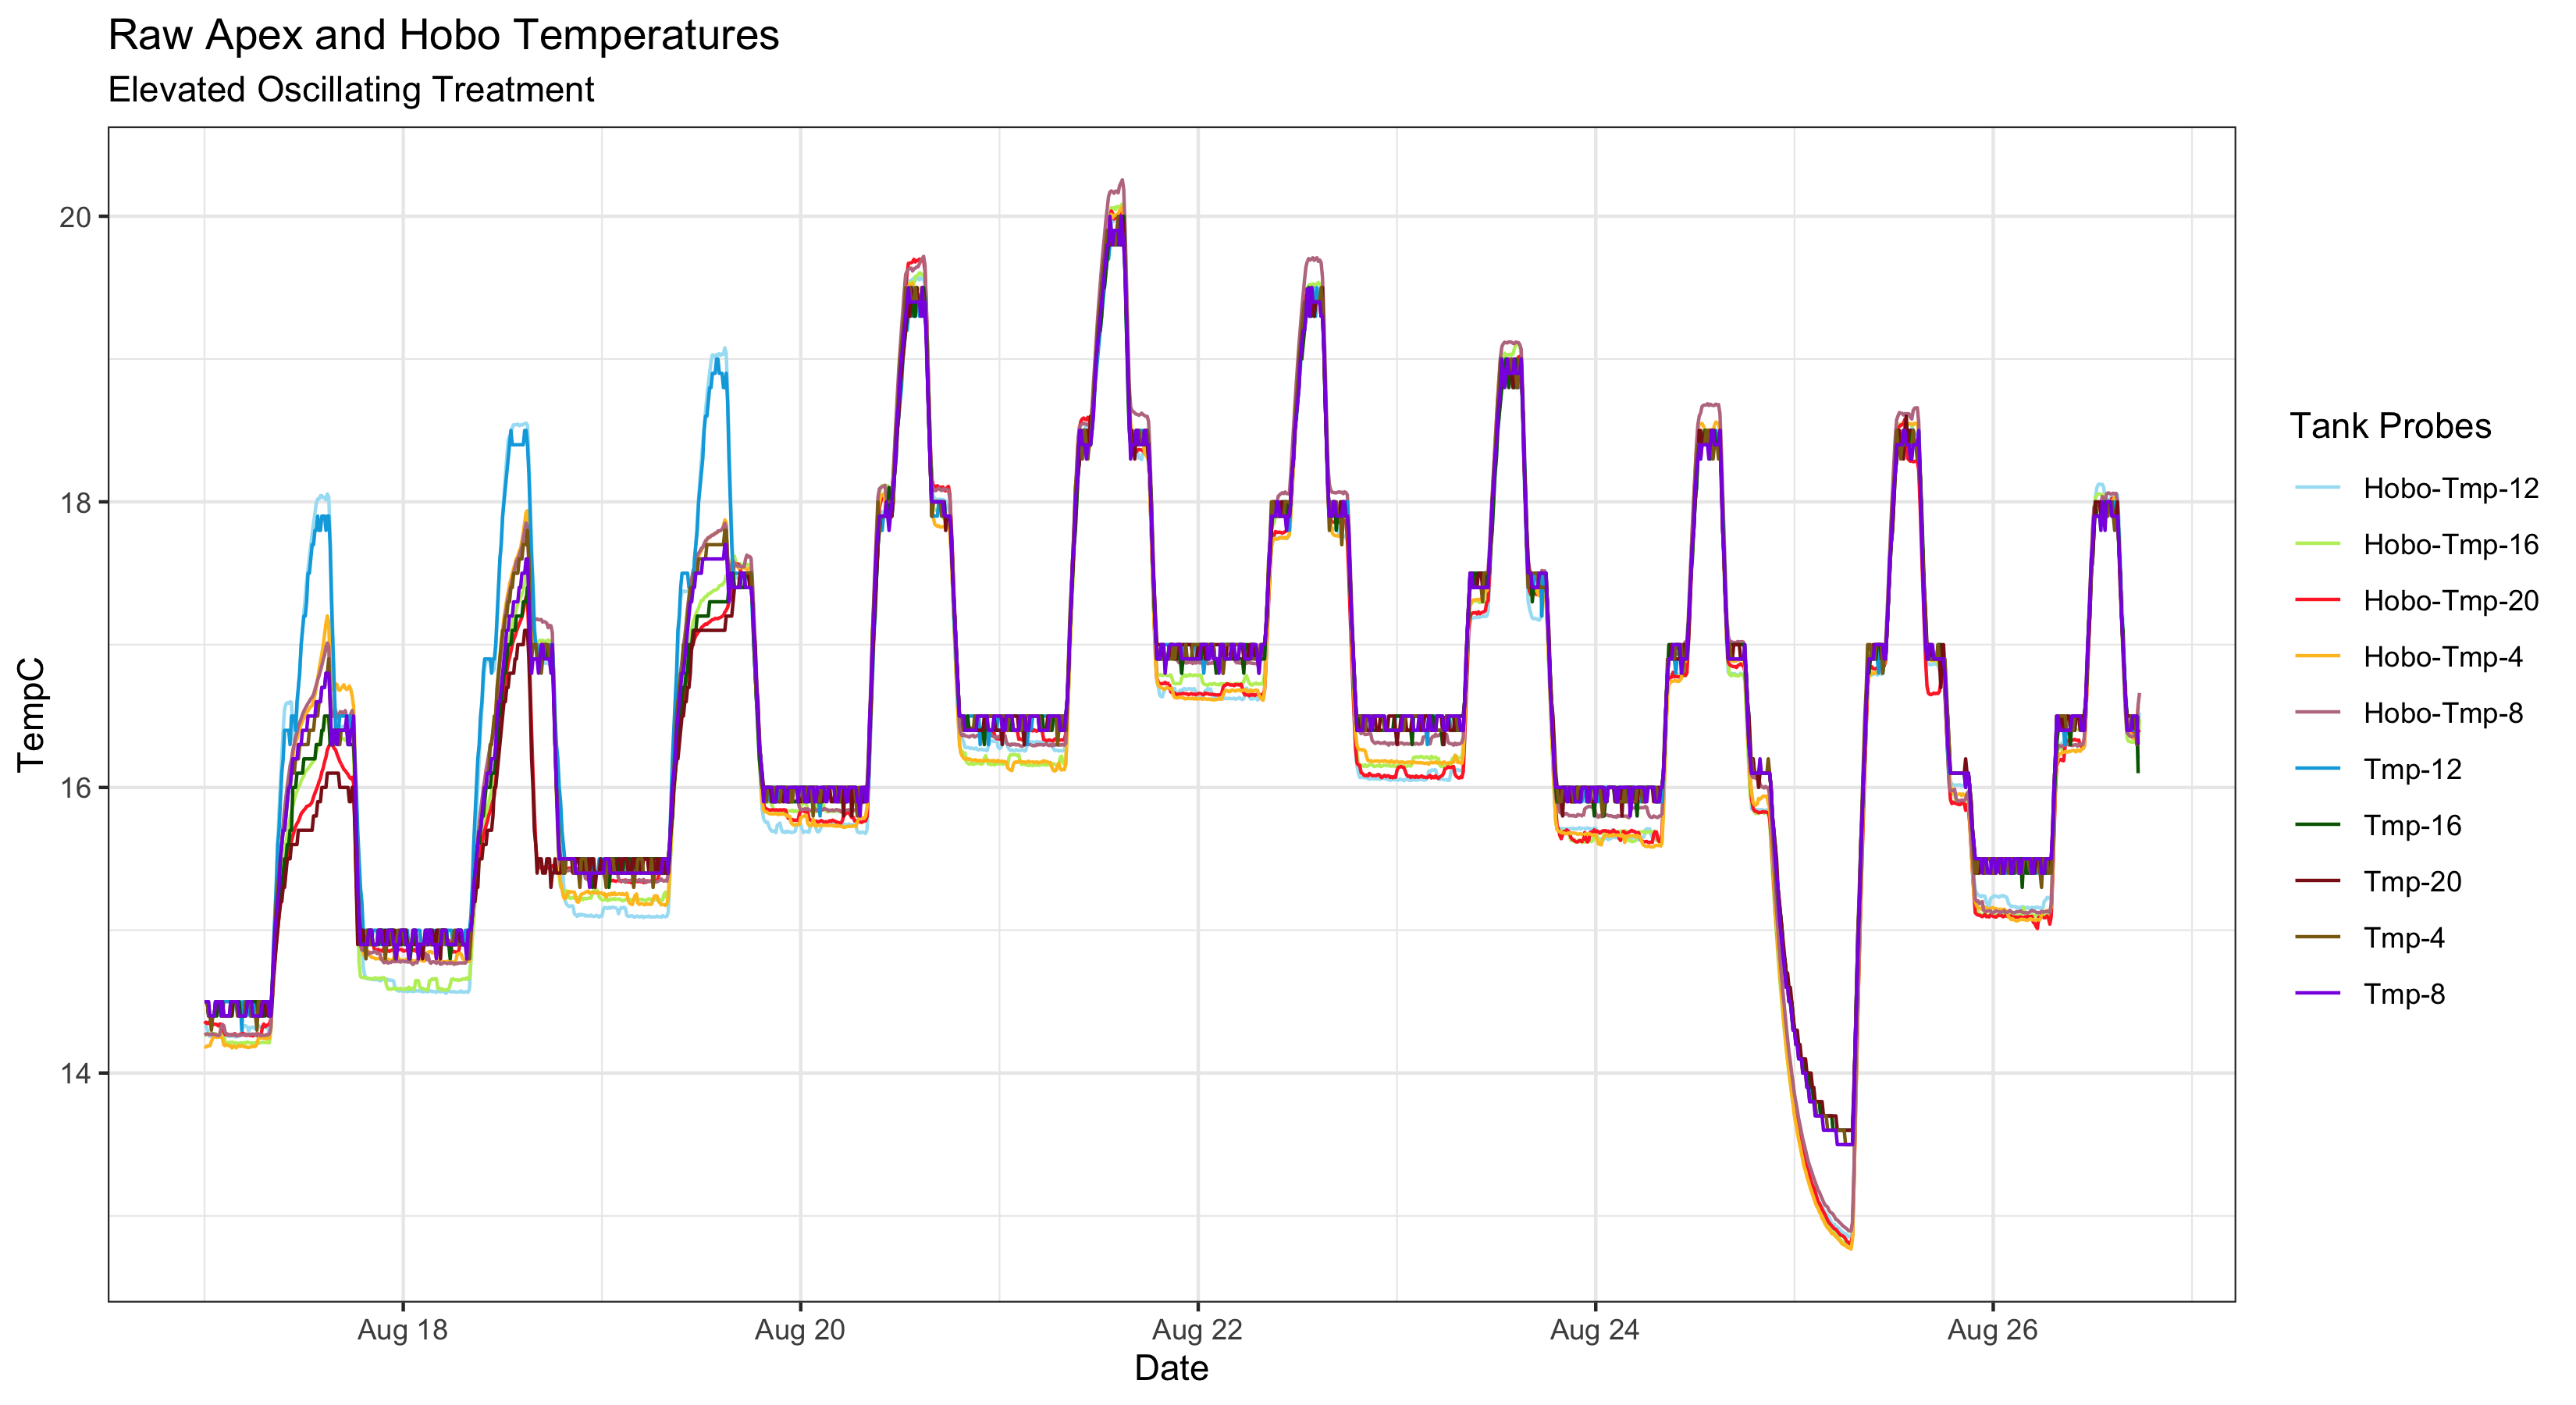 Raw Apex and Hobo Temperatures
Elevated Oscillating Treatment
TempC
20
18
16
14
Aug 18
Aug 20
Aug 22
Aug 24
Aug 26
Date
Tank Probes
Hobo-Tmp-12
Hobo-Tmp-16
Hobo-Tmp-20
Hobo-Tmp-4
Hobo-Tmp-8
Tmp-12
Tmp-16
Tmp-20
Tmp-4
Tmp-8